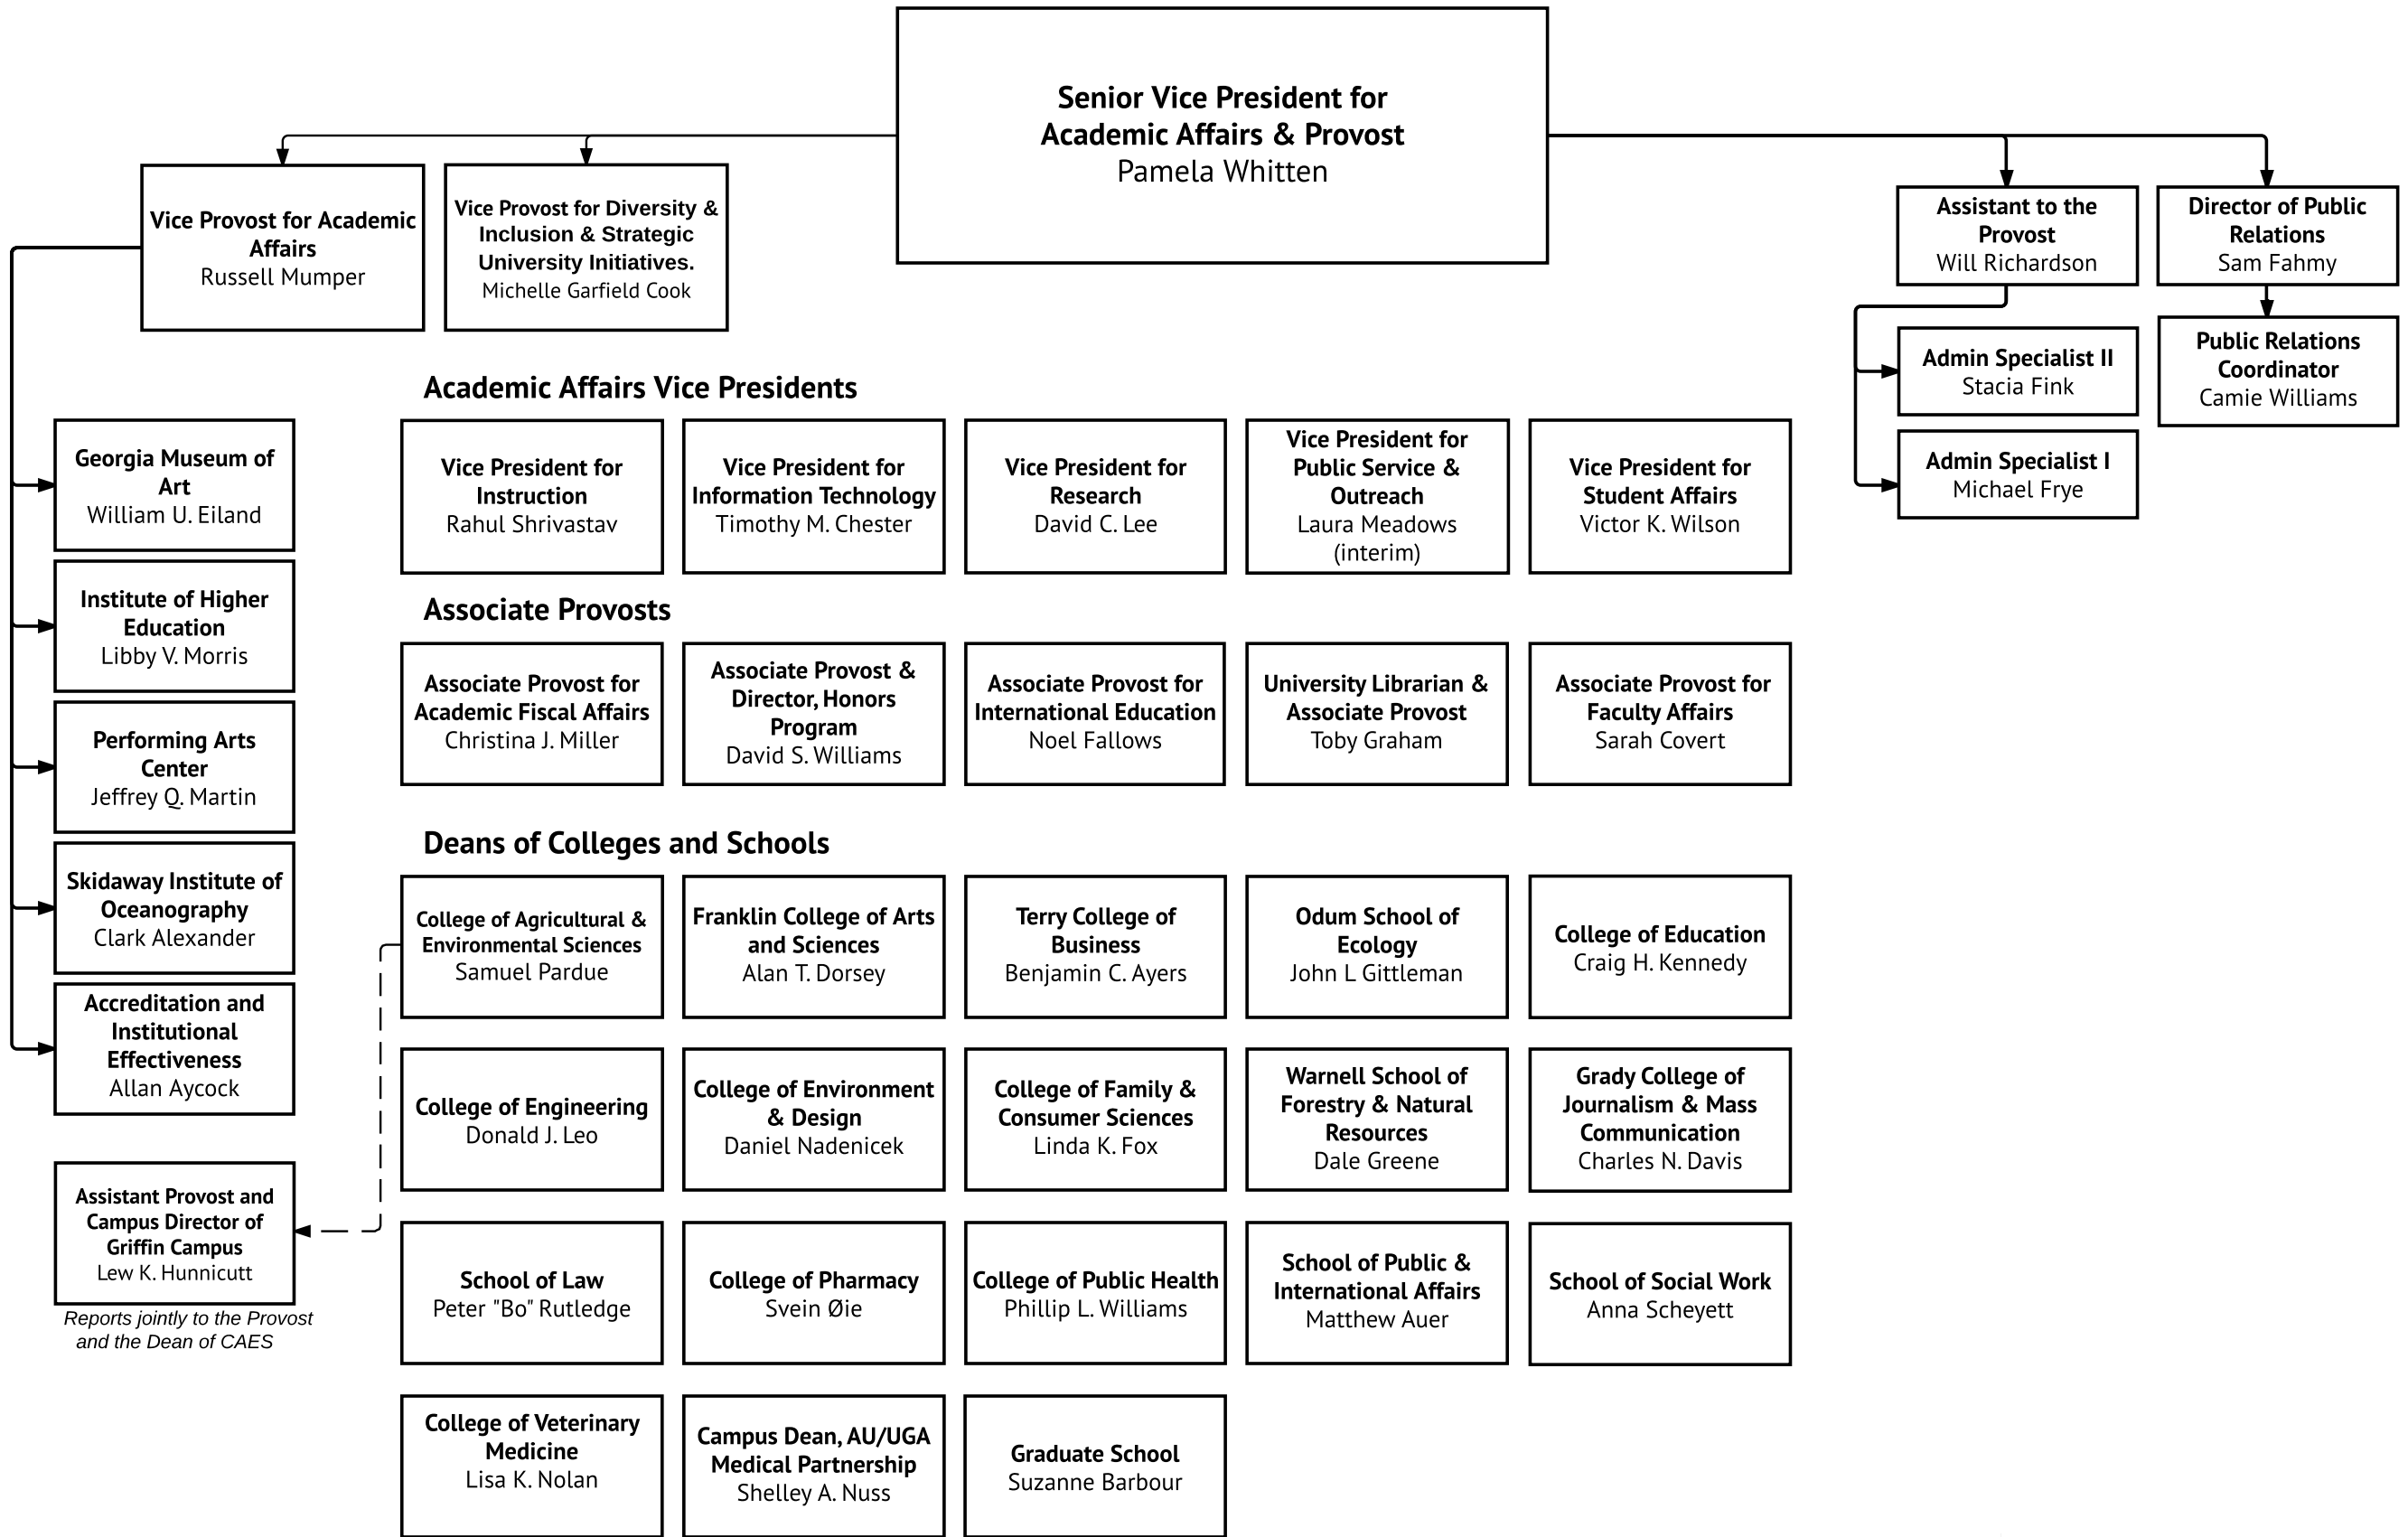 Senior Vice President for
Academic Affairs & Provost
Pamela Whitten
Vice Provost for Academic
Affairs
Russell Mumper
Vice Provost for Diversity &
Inclusion & Strategic
University Initiatives.
Michelle Garfield Cook
Assistant to the
Provost
Will Richardson
Director of Public
Relations
Sam Fahmy
Admin Specialist II
Stacia Fink
Public Relations
Coordinator
Camie Williams
Admin Specialist I
Michael Frye
Georgia Museum of
Art
William U. Eiland
Institute of Higher
Education
Libby V. Morris
Performing Arts
Center
Jeffrey Q. Martin
Skidaway Institute of
Oceanography
Clark Alexander
Accreditation and
Institutional
Effectiveness
Allan Aycock
Assistant Provost and
Campus Director of
Griffin Campus
Lew K. Hunnicutt
Reports jointly to the Provost
and the Dean of CAES
Academic Affairs Vice Presidents
Vice President for
Instruction
Rahul Shrivastav
Vice President for
Information Technology
Timothy M. Chester
Vice President for
Research
David C. Lee
Vice President for
Public Service &
Outreach
Laura Meadows
(interim)
Vice President for
Student Affairs
Victor K. Wilson
Associate Provosts
Associate Provost for
Academic Fiscal Affairs
Christina J. Miller
Associate Provost &
Director, Honors
Program
David S. Williams
Associate Provost for
International Education
Noel Fallows
University Librarian &
Associate Provost
Toby Graham
Associate Provost for
Faculty Affairs
Sarah Covert
Deans of Colleges and Schools
College of Agricultural &
Environmental Sciences
Samuel Pardue
Franklin College of Arts
and Sciences
Alan T. Dorsey
Terry College of
Business
Benjamin C. Ayers
Odum School of
Ecology
John L Gittleman
College of Education
Craig H. Kennedy
College of Engineering
Donald J. Leo
College of Environment
& Design
Daniel Nadenicek
College of Family &
Consumer Sciences
Linda K. Fox
Warnell School of
Forestry & Natural
Resources
Dale Greene
Grady College of
Journalism & Mass
Communication
Charles N. Davis
School of Law
Peter "Bo" Rutledge
College of Pharmacy
Svein Øie
College of Public Health
Phillip L. Williams
School of Public &
International Affairs
Matthew Auer
School of Social Work
Anna Scheyett
College of Veterinary
Medicine
Lisa K. Nolan
Campus Dean, AU/UGA
Medical Partnership
Shelley A. Nuss
Graduate School
Suzanne Barbour